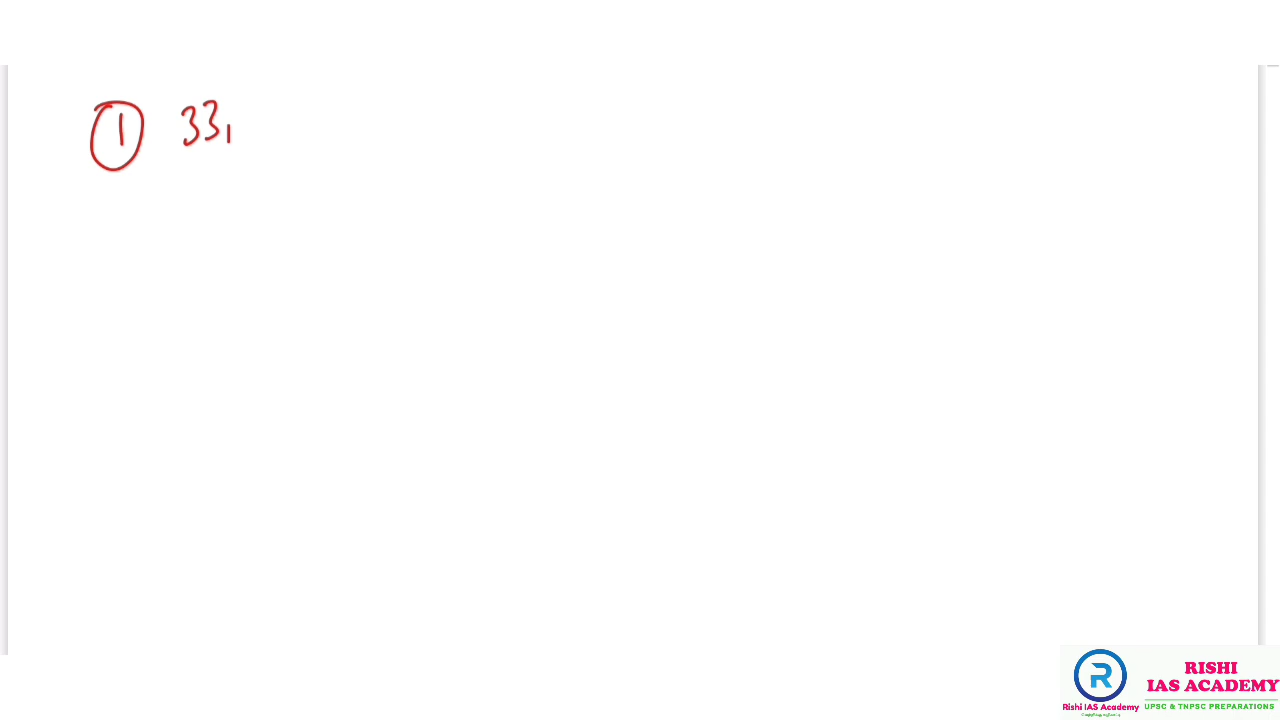 ① 33,
RISHI
IAS ACADEMY
Rishi IAS Academy
UPSC & TNPSC PREPARATIONS